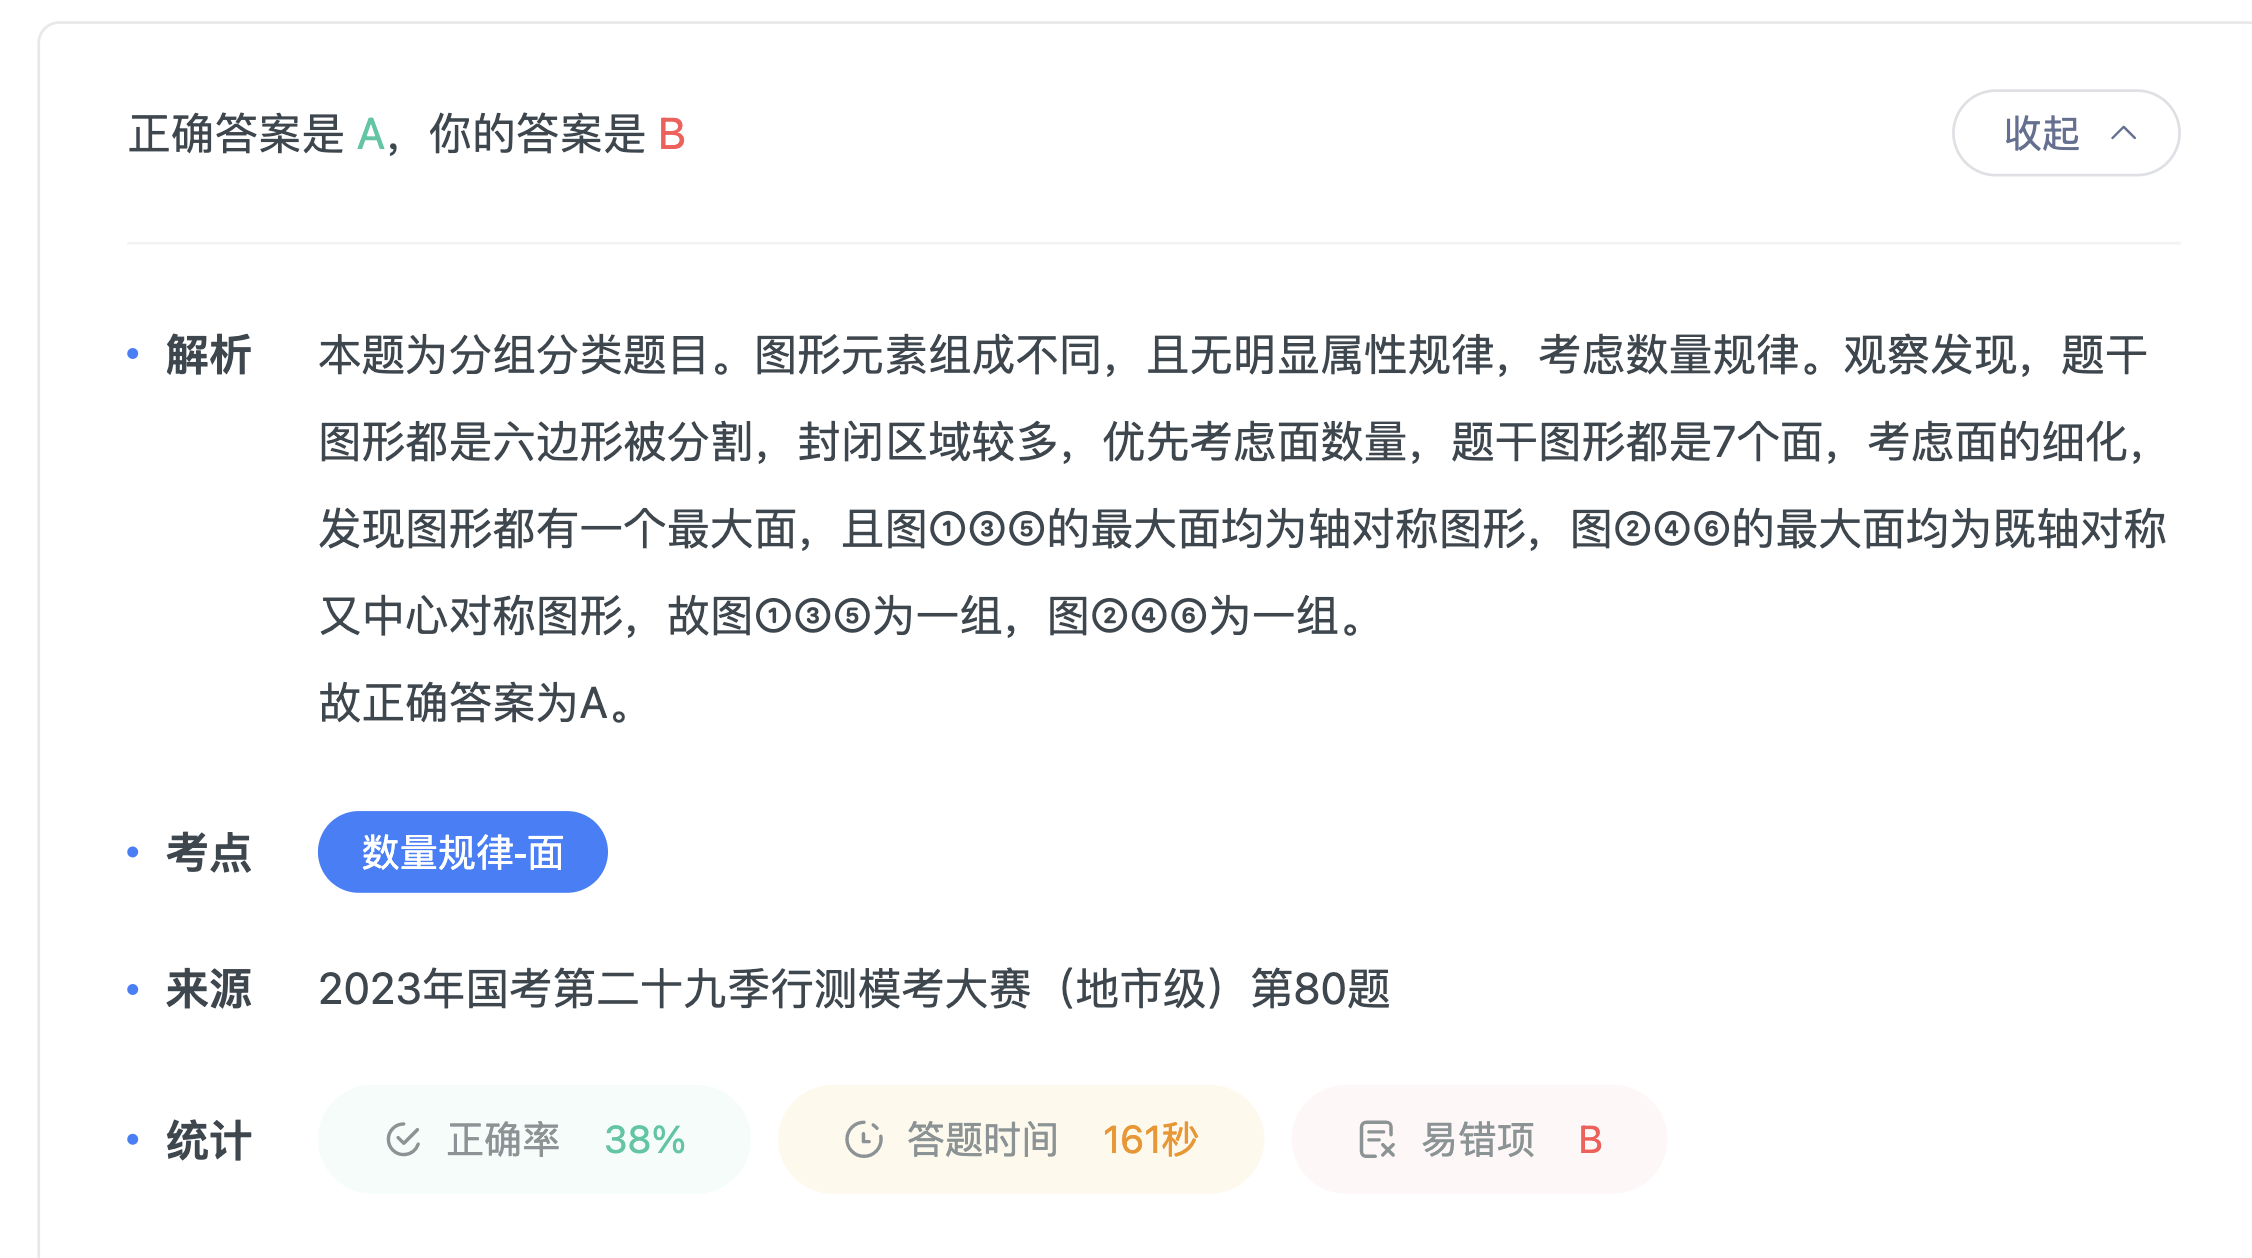 正确答案是 A，你的答案是 B
收起
解析
本题为分组分类题目。图形元素组成不同，且无明显属性规律，考虑数量规律。观察发现，题干
图形都是六边形被分割，封闭区域较多，优先考虑面数量，题干图形都是7个面，考虑面的细化，
发现图形都有一个最大面，且图①③⑤的最大面均为轴对称图形，图②④⑥的最大面均为既轴对称
又中心对称图形，故图①③⑤为一组，图②④⑥为一组。
故正确答案为A。
考点
数量规律-面
来源
2023年国考第二十九季行测模考大赛（地市级）第80题
统计
正确率 38%
答题时间 161秒
易错项 B